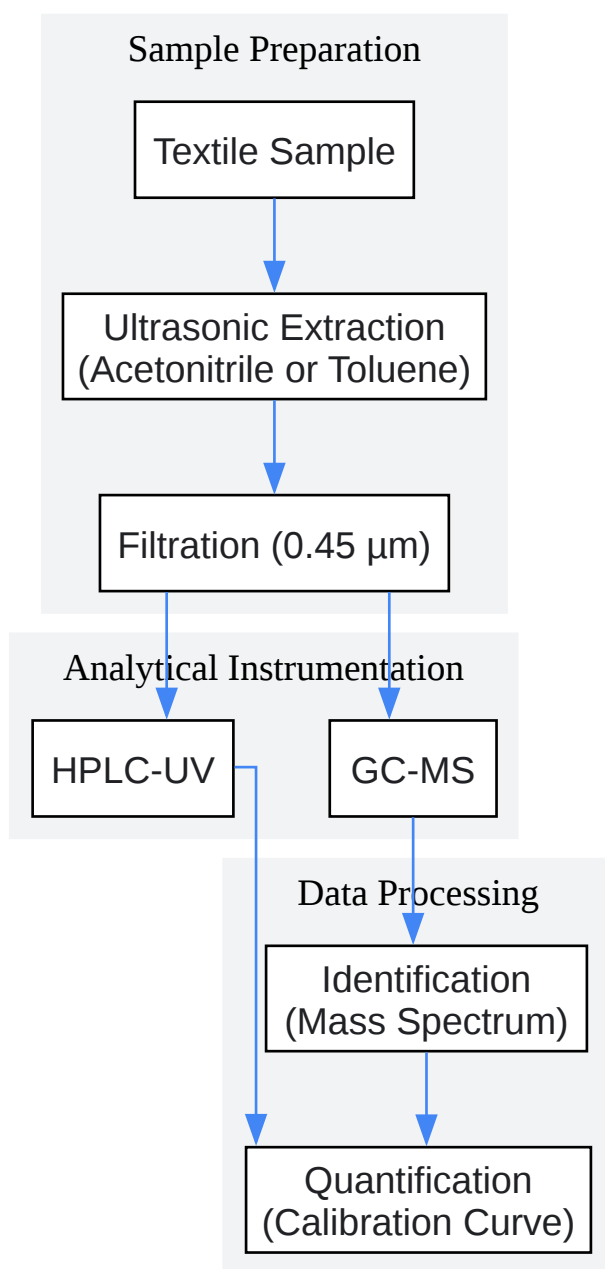 Sample Preparation
Textile Sample
Ultrasonic Extraction
(Acetonitrile or Toluene)
Filtration (0.45 µm)
Analytical Instrumentation
HPLC-UV
GC-MS
Data Processing
Identification
(Mass Spectrum)
Quantification
(Calibration Curve)